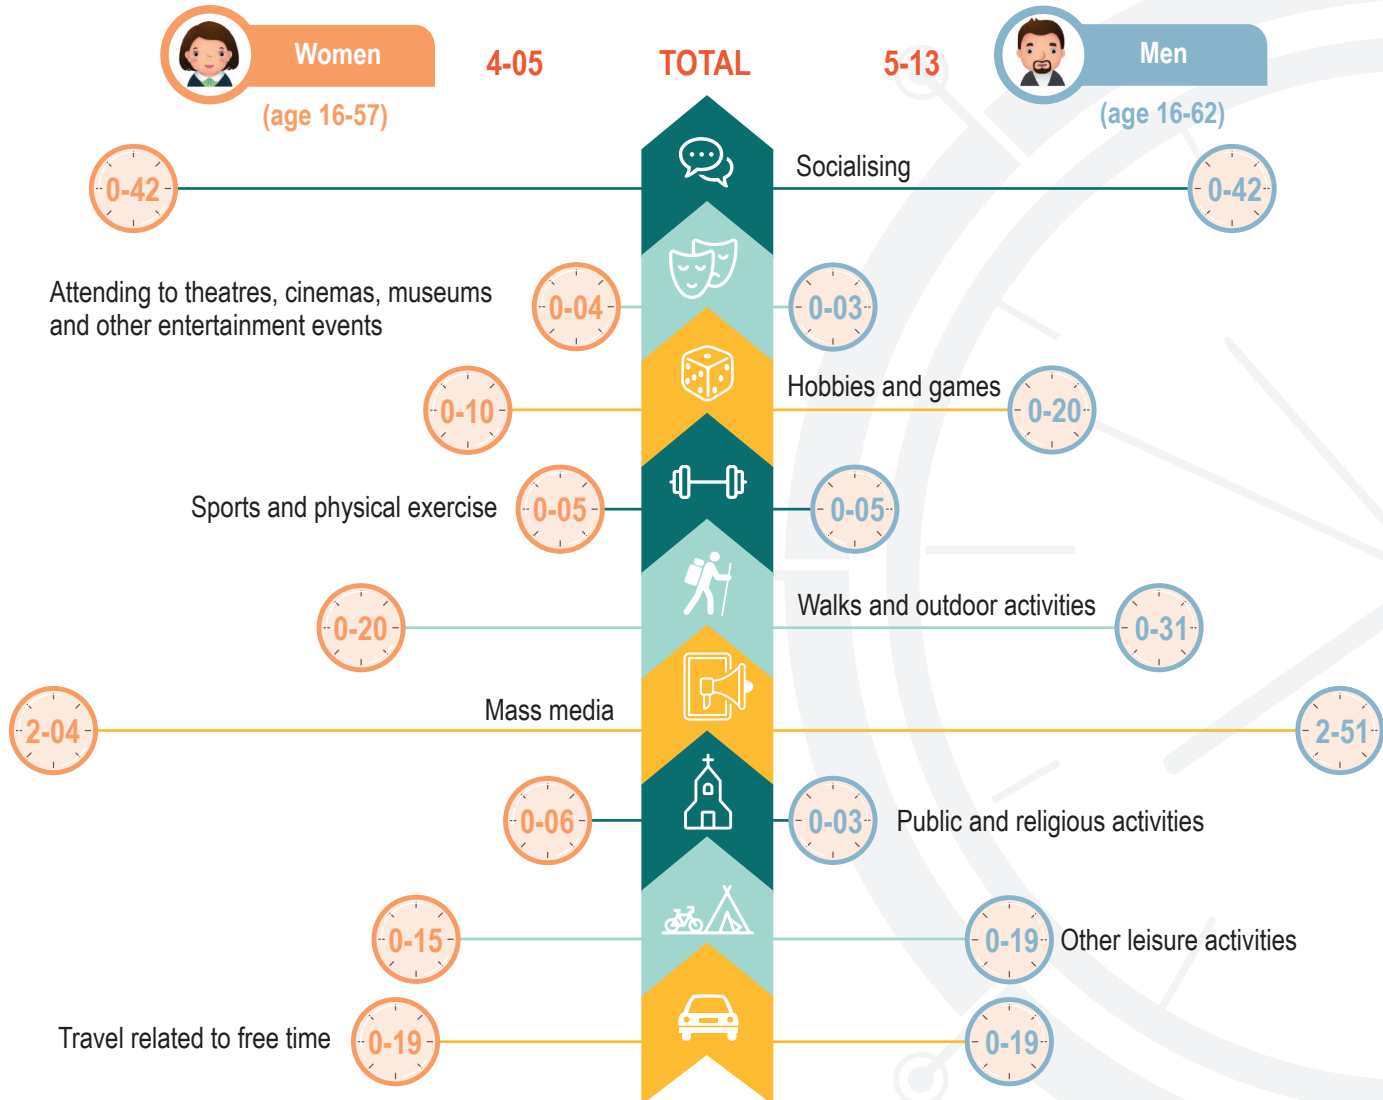 Women
4-05
TOTAL
5-13
Men
(age 16-57)
(age 16-62)
Socialising
0-42
0-42
Attending to theatres, cinemas, museums
and other entertainment events
0-04
0-03
Hobbies and games
0-10
0-20
Sports and physical exercise
0-05
0-05
Walks and outdoor activities
0-20
0-31
Mass media
2-04
2-51
0-06
0-03
Public and religious activities
0-15
0-19
Other leisure activities
Travel related to free time
0-19
0-19